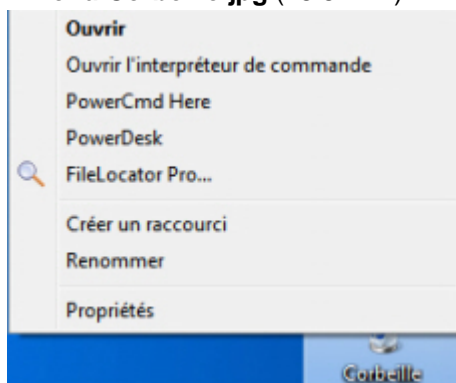 Ouvrir
Ouvrir l'interpréteur de commande
PowerCmd Here
PowerDesk
FileLocator Pro...
Créer un raccourci
Renommer
Propriétés
Corbeille